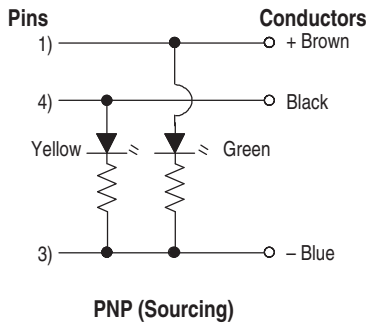 Pins Conductors
1) + Brown
4) Black
Yellow Green
3) – Blue
PNP (Sourcing)